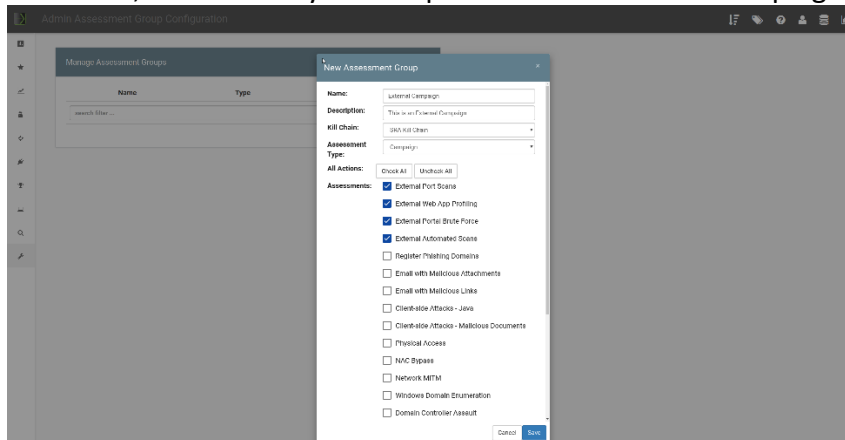 Admin Assessment Group Configuration
Manage Assessment Groups
Name Type
search filter ...
New Assessment Group ×
Name: External Campaign
Description: This is an External Campaign
Kill Chain: SRA Kill Chain
Assessment Type: Campaign
All Actions: Check All Uncheck All
Assessments: External Port Scans
External Web App Profiling
External Portal Brute Force
External Automated Scans
Register Phishing Domains
Email with Malicious Attachments
Email with Malicious Links
Client-side Attacks - Java
Client-side Attacks - Malicious Documents
Physical Access
NAC Bypass
Network MITM
Windows Domain Enumeration
Domain Controller Assault
Cancel Save